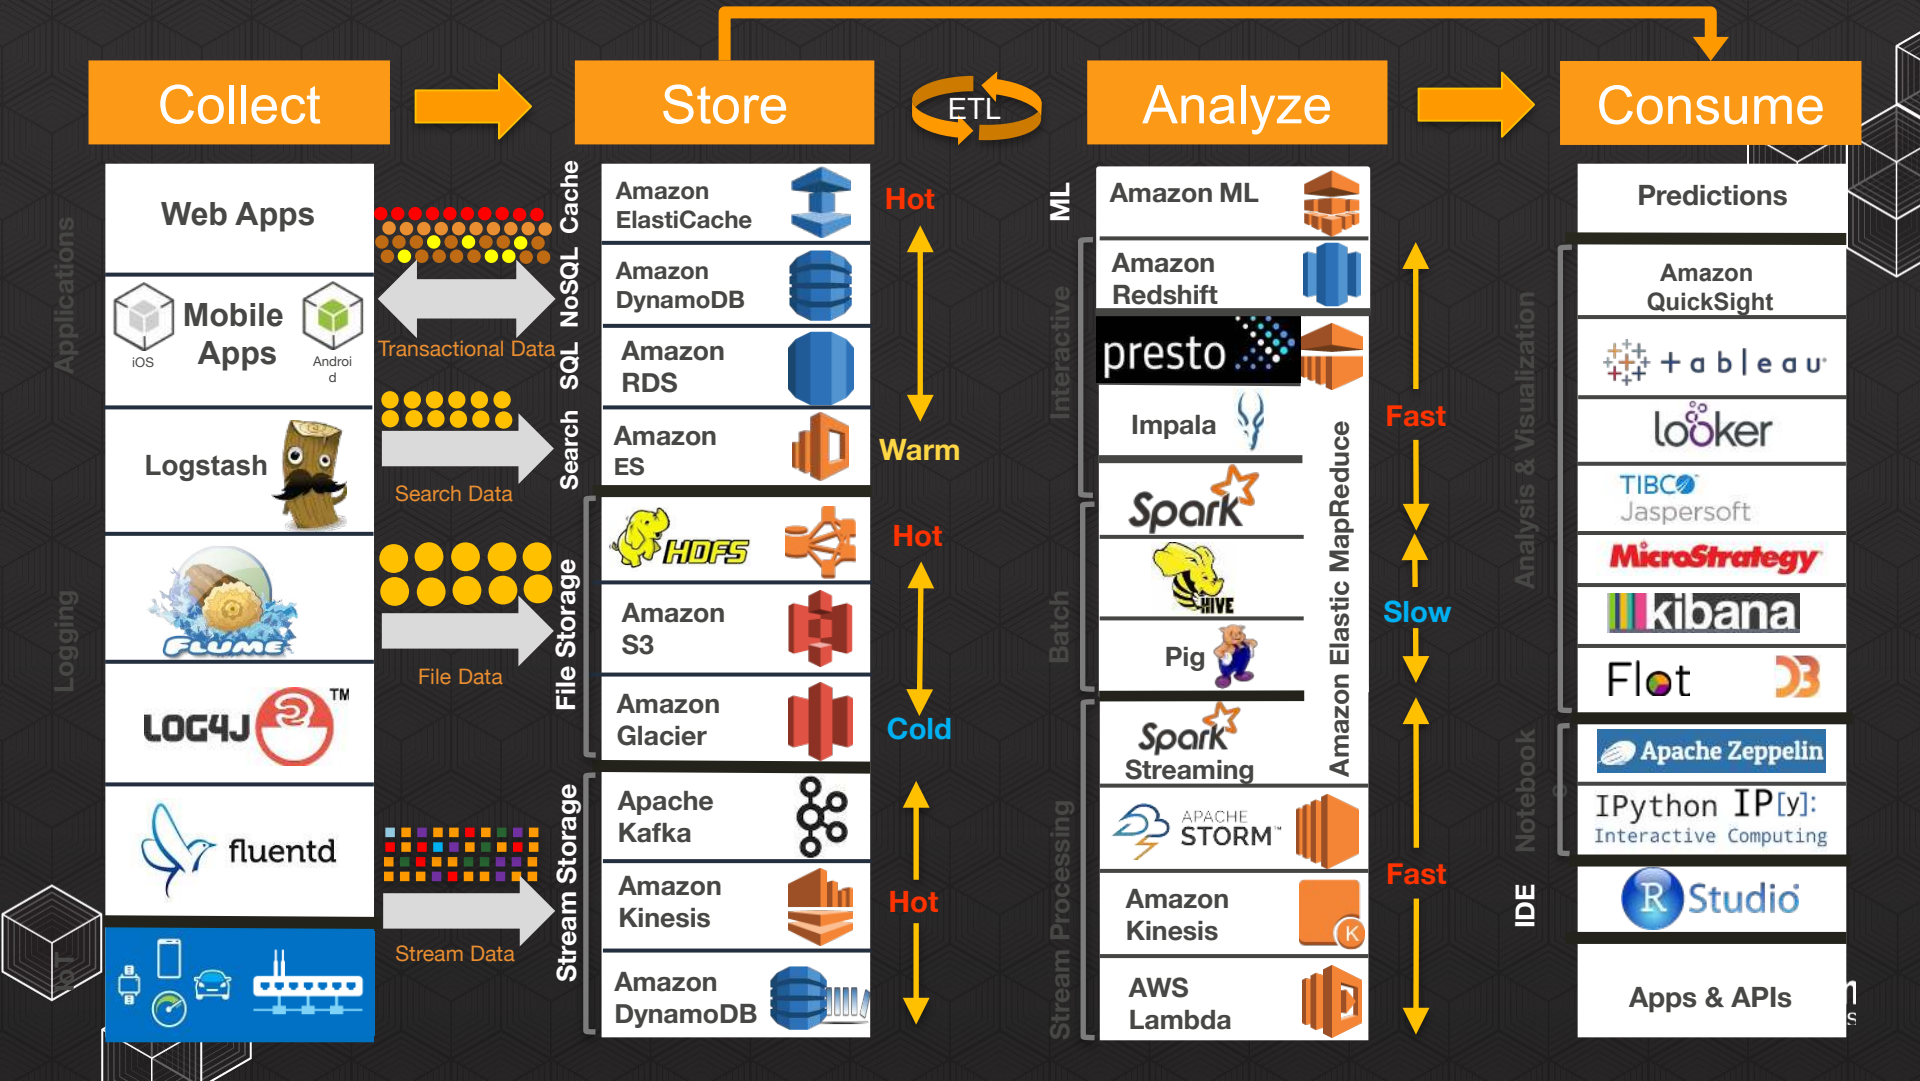 Collect
Store
ETL
Analyze
Consume
Applications
Web Apps
Mobile
Apps
iOS
Androi
d
Logging
Logstash
FLUME
LOG4J
TM
fluentd
IoT
Transactional Data
Search Data
File Data
Stream Data
Cache
NoSQL
SQL
Search
File Storage
Stream Storage
Amazon
ElastiCache
Amazon
DynamoDB
Amazon
RDS
Amazon
ES
HDFS
Amazon
S3
Amazon
Glacier
Apache
Kafka
Amazon
Kinesis
Amazon
DynamoDB
Hot
Warm
Hot
Cold
Hot
ML
Interactive
Batch
Stream Processing
Amazon ML
Amazon
Redshift
presto
Impala
Spark
HIVE
Pig
Spark
Streaming
Amazon Elastic MapReduce
APACHE
STORM™
Amazon
Kinesis
K
AWS
Lambda
Fast
Slow
Fast
Analysis & Visualization
Notebook
IDE
Predictions
Amazon
QuickSight
+ a b | e a u
looker
TIBCO
Jaspersoft
MicroStrategy
kibana
Flot
D3
Apache Zeppelin
IPython IP[y]:
Interactive Computing
R Studio
Apps & APIs